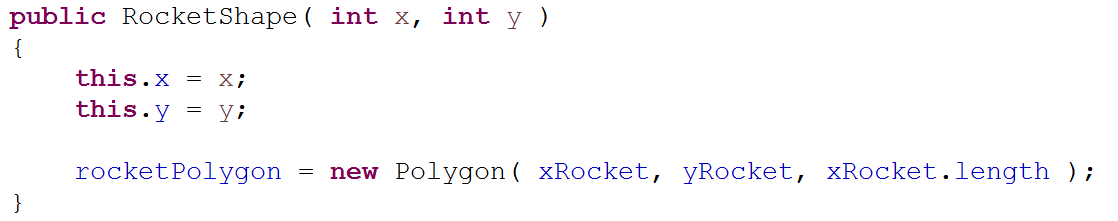 public RocketShape( int x, int y )
{
    this.x = x;
    this.y = y;

    rocketPolygon = new Polygon( xRocket, yRocket, xRocket.length );
}